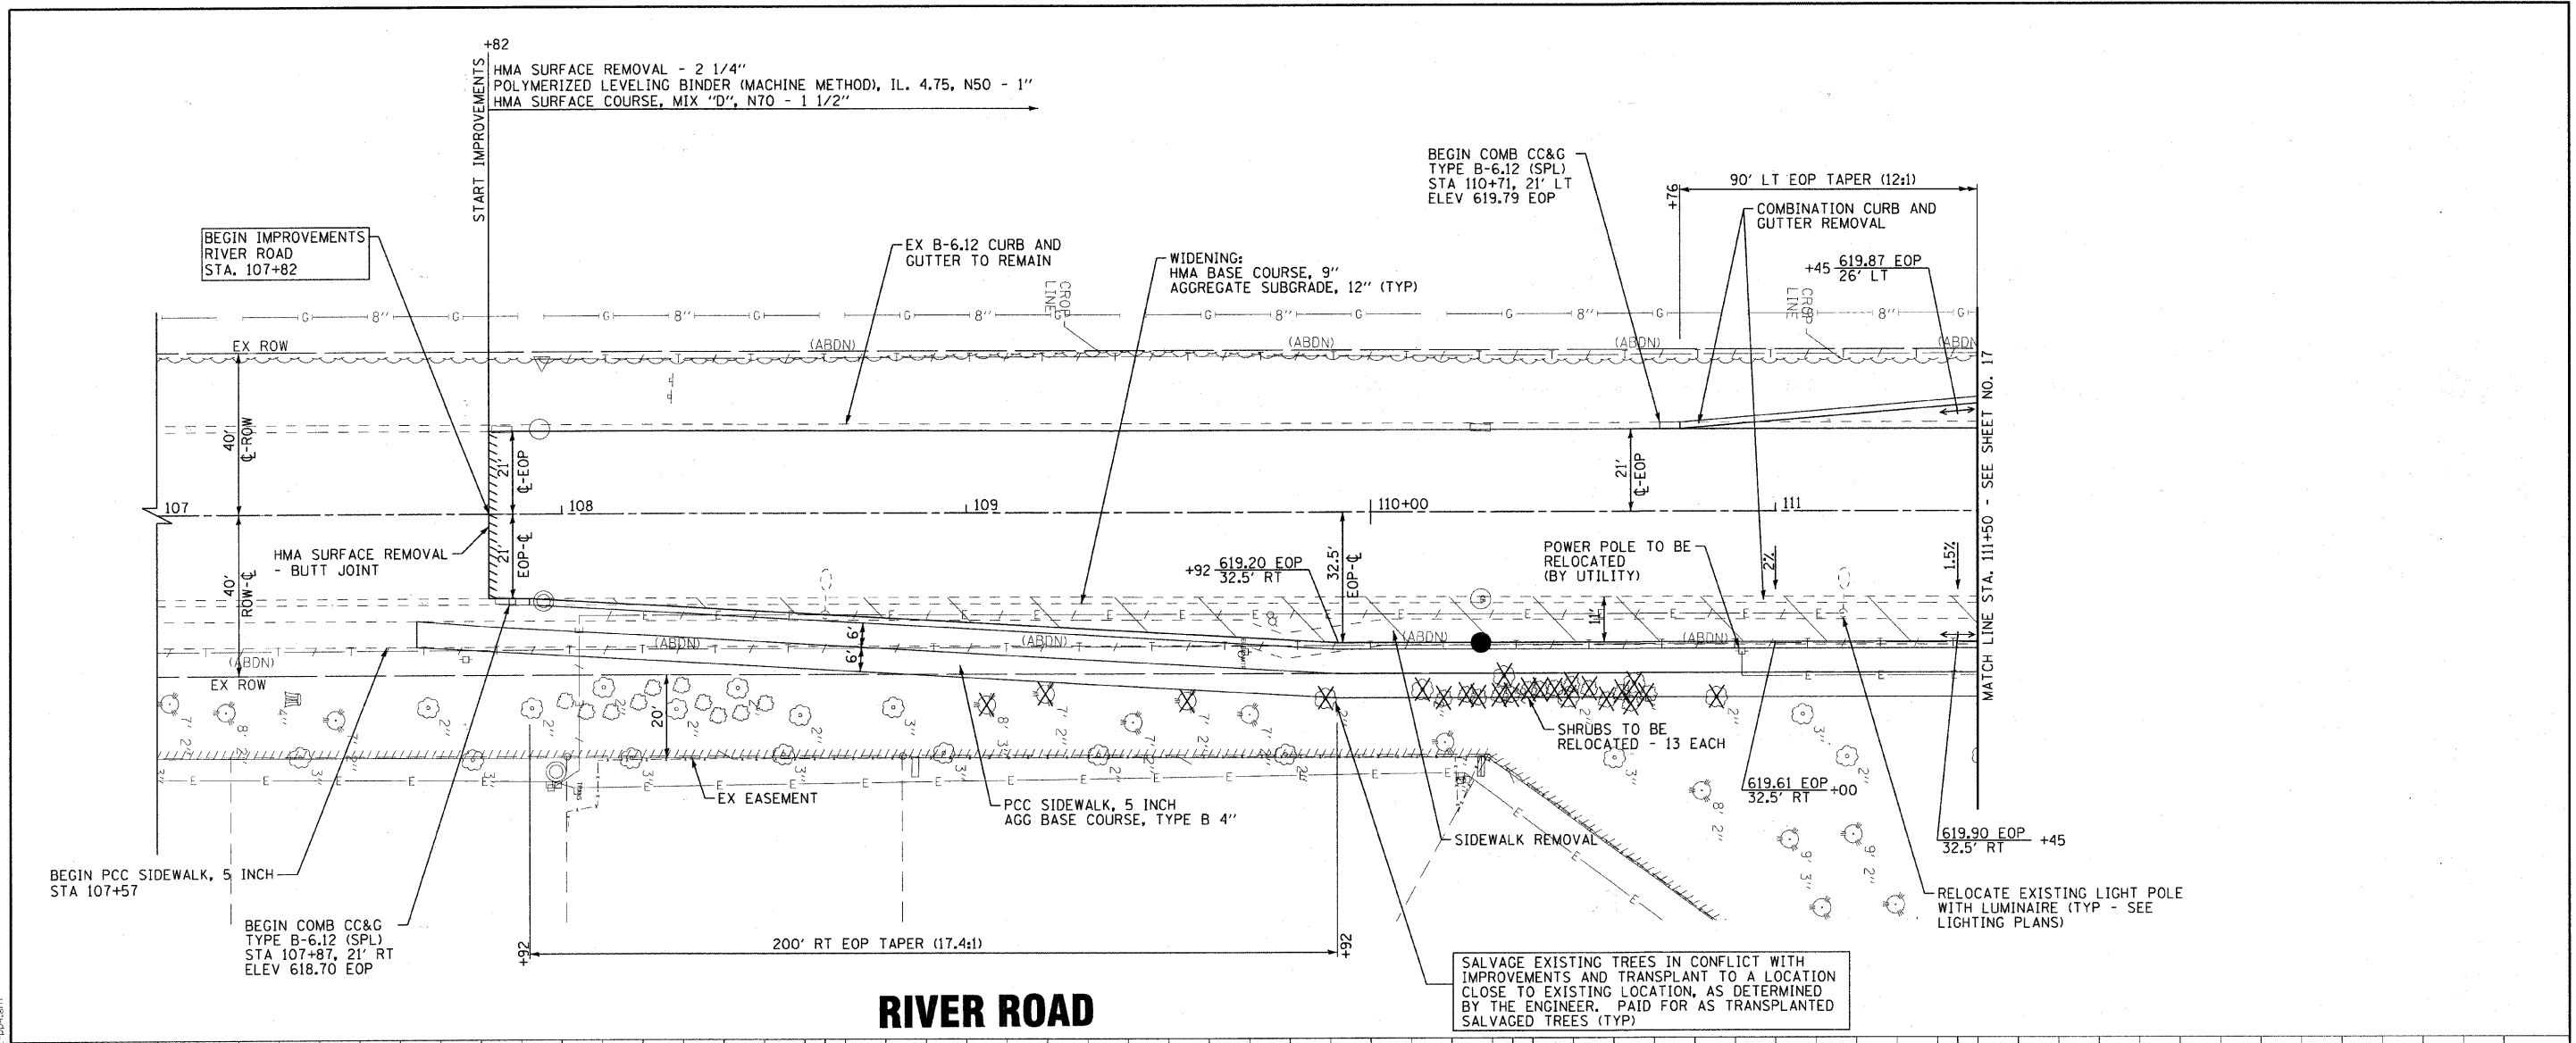 +82
START IMPROVEMENTS
HMA SURFACE REMOVAL - 2 1/4"
POLYMERIZED LEVELING BINDER (MACHINE METHOD), IL. 4.75, N50 - 1"
HMA SURFACE COURSE, MIX "D", N70 - 1 1/2"
BEGIN IMPROVEMENTS
RIVER ROAD
STA. 107+82
EX B-6.12 CURB AND
GUTTER TO REMAIN
WIDENING:
HMA BASE COURSE, 9"
AGGREGATE SUBGRADE, 12" (TYP)
BEGIN COMB CC&G
TYPE B-6.12 (SPL)
STA 110+71, 21' LT
ELEV 619.79 EOP
+76
90' LT EOP TAPER (12:1)
COMBINATION CURB AND
GUTTER REMOVAL
+45 619.87 EOP
26' LT
CROP
LINE
CROP
LINE
G 8" G G 8" G G 8" G G 8" G G 8" G 8" G
EX ROW
(ABDN)
(ABDN)
(ABDN)
(ABDN
40'
℄-ROW
21'
℄-EOP
21'
℄-EOP
107
108
109
110+00
111
MATCH LINE STA. 111+50 - SEE SHEET NO. 17
HMA SURFACE REMOVAL
- BUTT JOINT
21'
EOP-℄
40'
ROW-℄
+92 619.20 EOP
32.5' RT
32.5'
EOP-℄
POWER POLE TO BE
RELOCATED
(BY UTILITY)
2%
1.5%
11'
6'
6'
(ABDN)
(ABDN)
(ABDN)
(ABDN)
(ABDN)
EX ROW
20'
SHRUBS TO BE
RELOCATED - 13 EACH
EX EASEMENT
PCC SIDEWALK, 5 INCH
AGG BASE COURSE, TYPE B 4"
SIDEWALK REMOVAL
619.61 EOP +00
32.5' RT
619.90 EOP +45
32.5' RT
BEGIN PCC SIDEWALK, 5 INCH
STA 107+57
BEGIN COMB CC&G
TYPE B-6.12 (SPL)
STA 107+87, 21' RT
ELEV 618.70 EOP
+92
200' RT EOP TAPER (17.4:1)
+92
RELOCATE EXISTING LIGHT POLE
WITH LUMINAIRE (TYP - SEE
LIGHTING PLANS)
SALVAGE EXISTING TREES IN CONFLICT WITH
IMPROVEMENTS AND TRANSPLANT TO A LOCATION
CLOSE TO EXISTING LOCATION, AS DETERMINED
BY THE ENGINEER. PAID FOR AS TRANSPLANTED
SALVAGED TREES (TYP)
RIVER ROAD